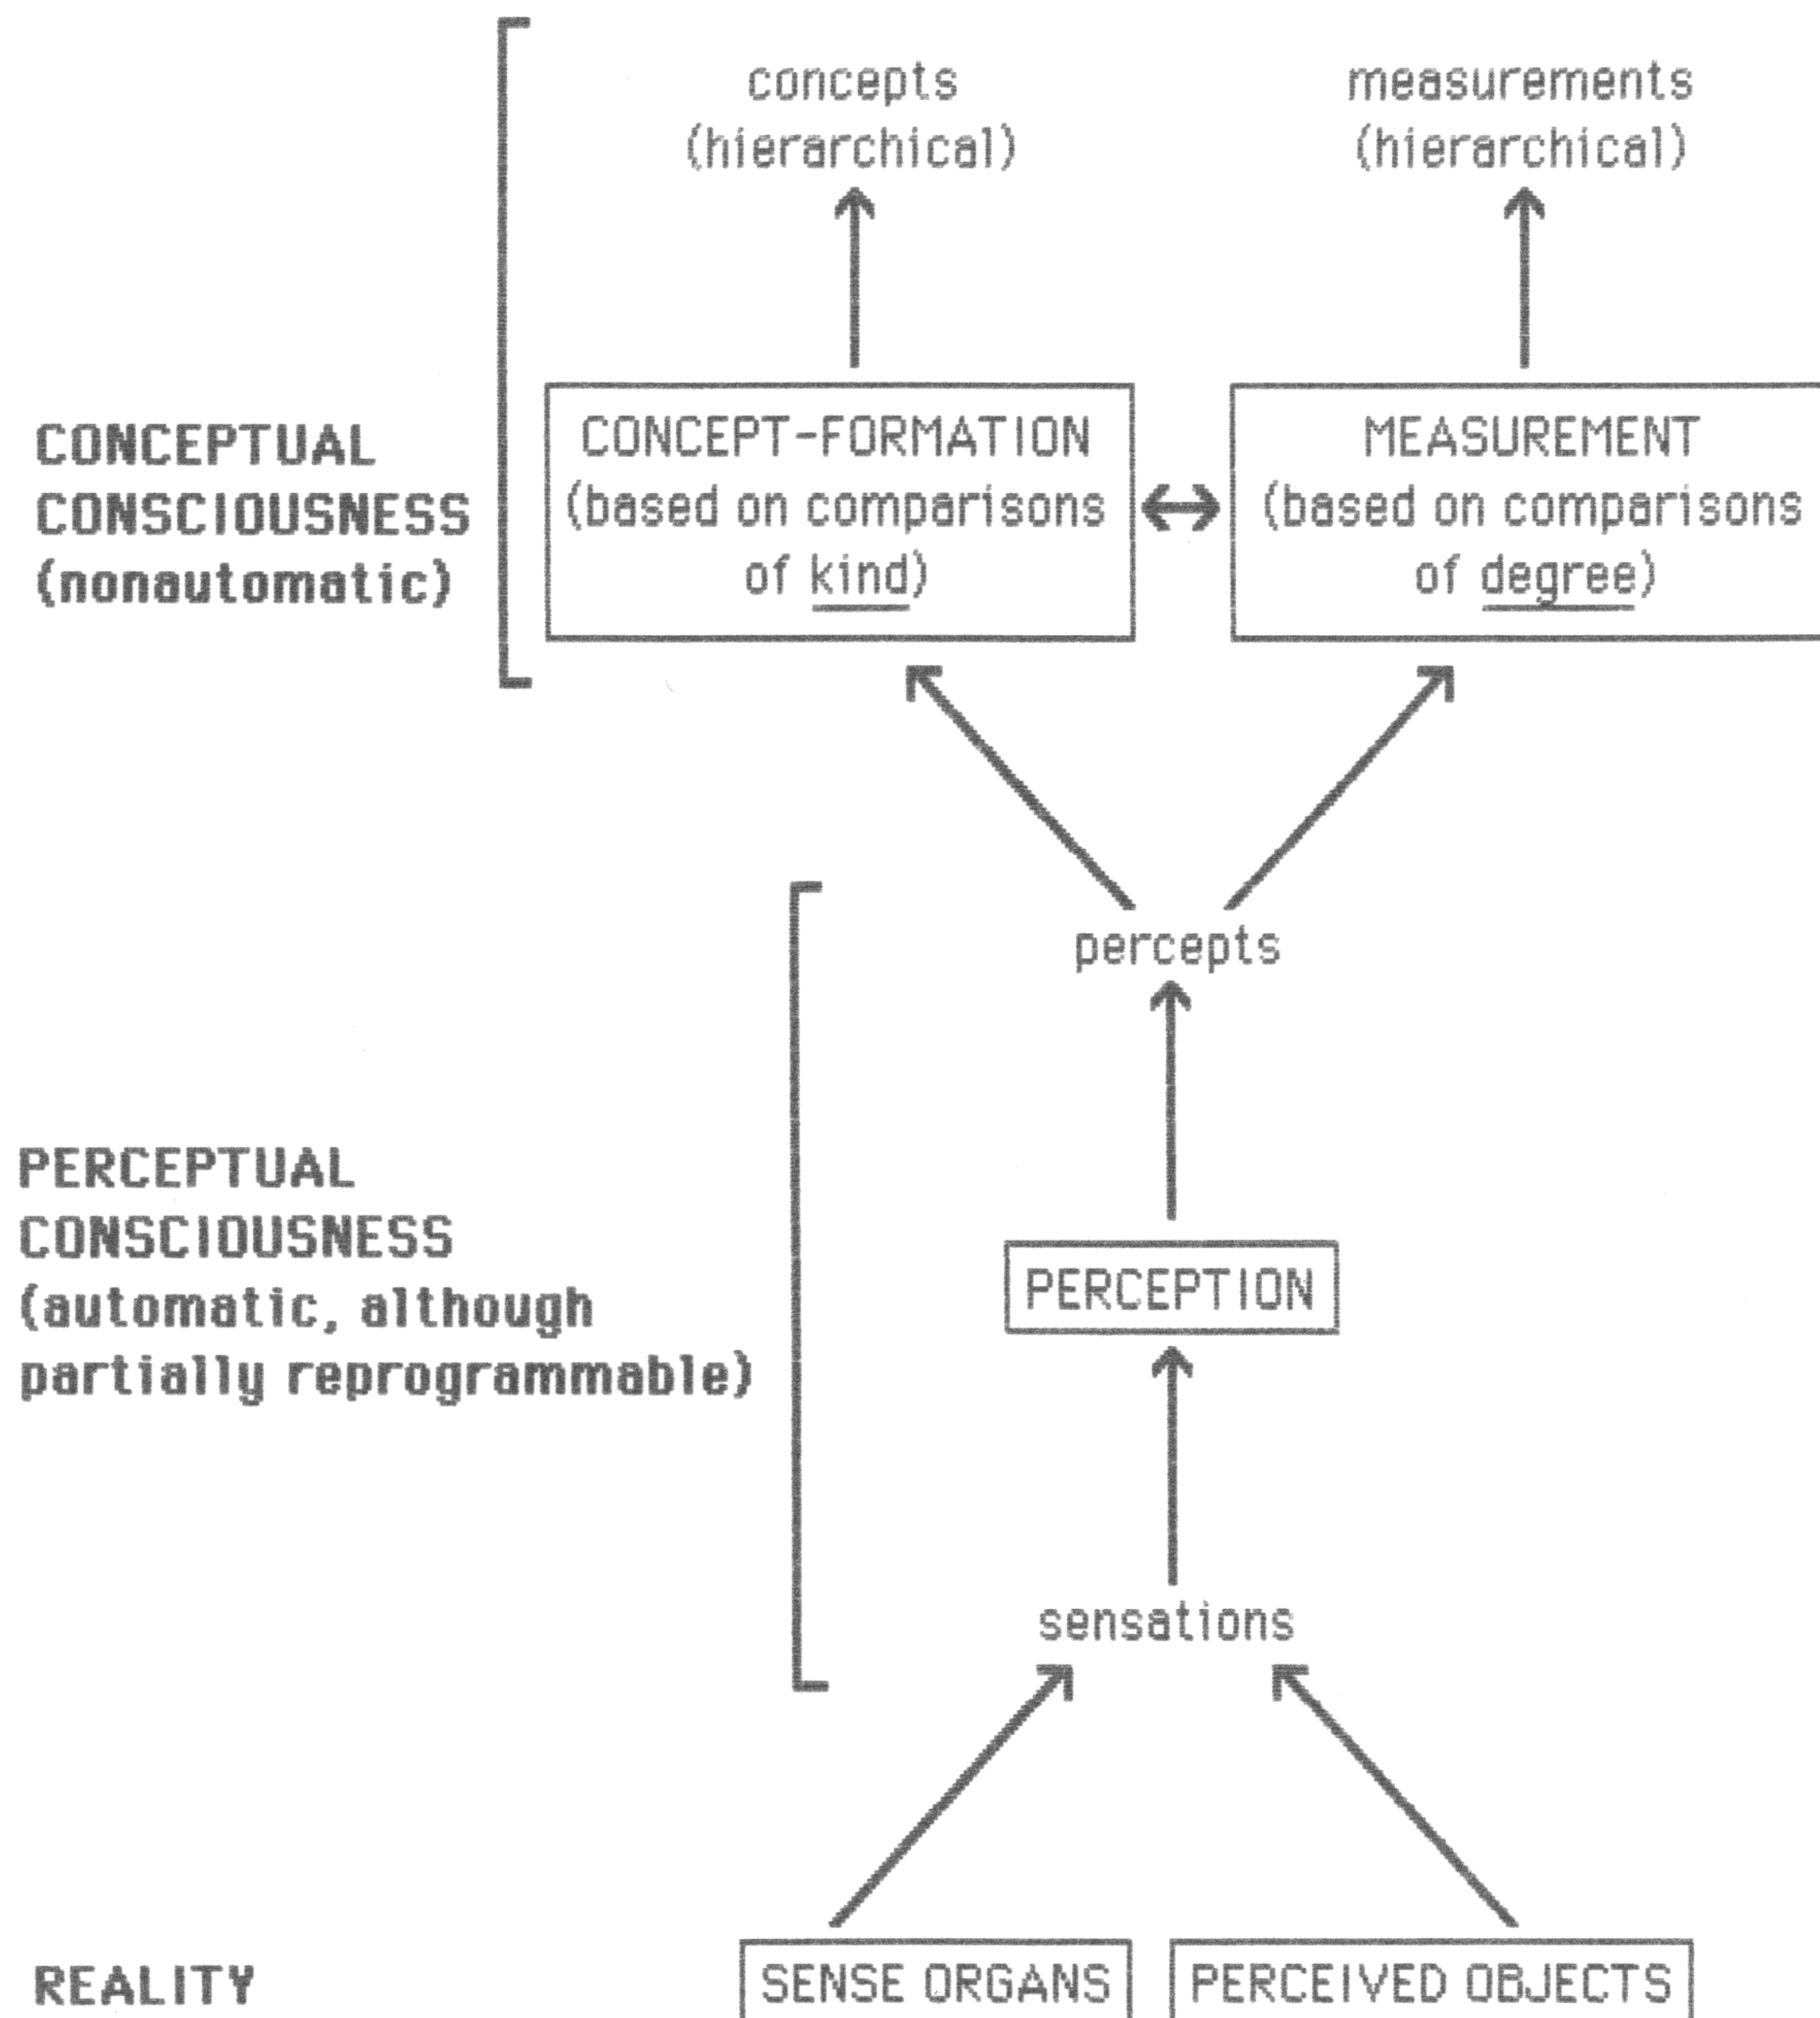 concepts
(hierarchical)
measurements
(hierarchical)
CONCEPTUAL
CONSCIOUSNESS
(nonautomatic)
CONCEPT-FORMATION
(based on comparisons
of kind)
MEASUREMENT
(based on comparisons
of degree)
percepts
PERCEPTUAL
CONSCIOUSNESS
(automatic, although
partially reprogrammable)
PERCEPTION
sensations
REALITY
SENSE ORGANS
PERCEIVED OBJECTS